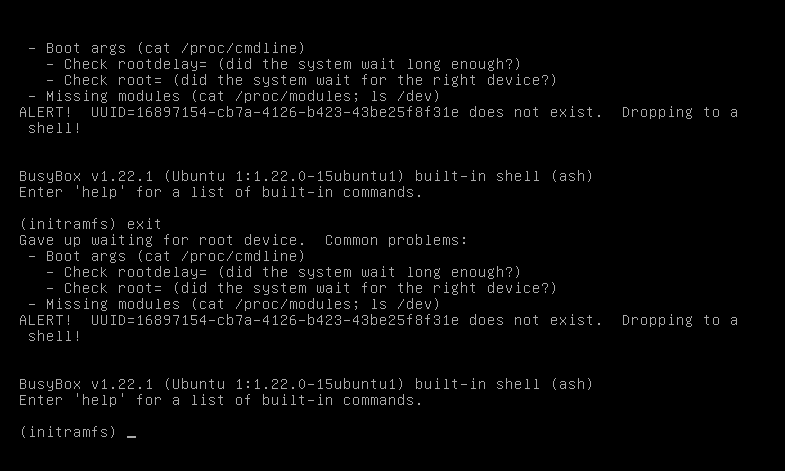 - Boot args (cat /proc/cmdline)
- Check rootdelay= (did the system wait long enough?)
- Check root= (did the system wait for the right device?)
- Missing modules (cat /proc/modules; ls /dev)
ALERT!  UUID=16897154-cb7a-4126-b423-43be25f8f31e does not exist.  Dropping to a
shell!
BusyBox v1.22.1 (Ubuntu 1:1.22.0-15ubuntu1) built-in shell (ash)
Enter 'help' for a list of built-in commands.
(initramfs) exit
Gave up waiting for root device.  Common problems:
- Boot args (cat /proc/cmdline)
- Check rootdelay= (did the system wait long enough?)
- Check root= (did the system wait for the right device?)
- Missing modules (cat /proc/modules; ls /dev)
ALERT!  UUID=16897154-cb7a-4126-b423-43be25f8f31e does not exist.  Dropping to a
shell!
BusyBox v1.22.1 (Ubuntu 1:1.22.0-15ubuntu1) built-in shell (ash)
Enter 'help' for a list of built-in commands.
(initramfs) _